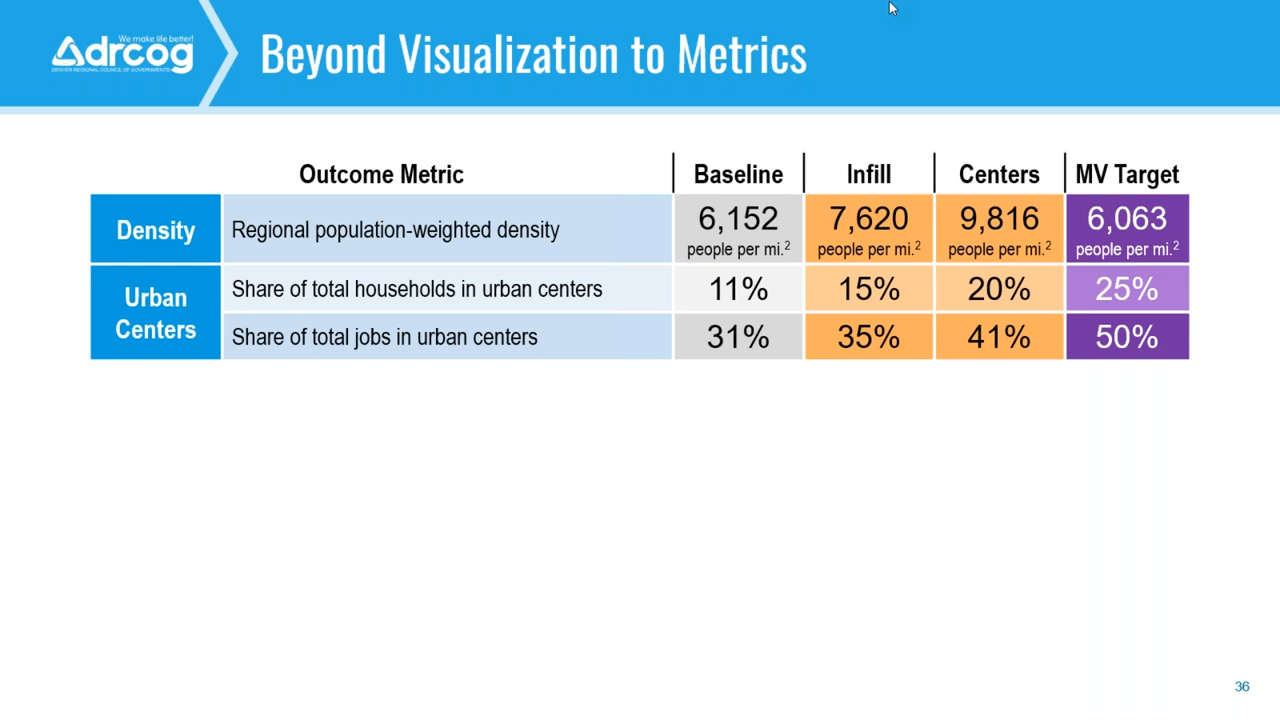 We make life better!
drcog
DENVER REGIONAL COUNCIL OF GOVERNMENTS
Beyond Visualization to Metrics
Outcome Metric Baseline Infill Centers MV Target
Density Regional population-weighted density 6,152 people per mi.² 7,620 people per mi.² 9,816 people per mi.² 6,063 people per mi.²
Urban Centers
Share of total households in urban centers 11% 15% 20% 25%
Share of total jobs in urban centers 31% 35% 41% 50%
36